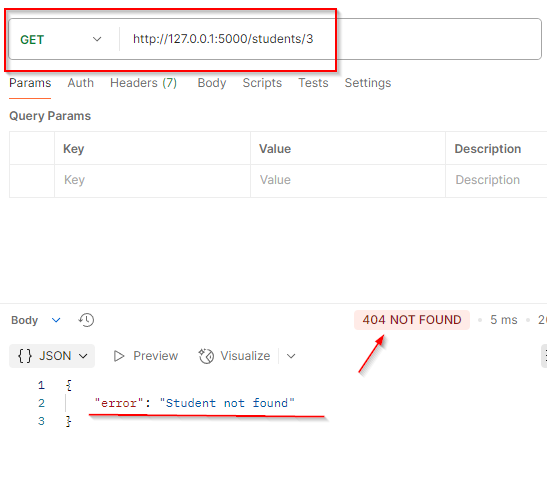 GET http://127.0.0.1:5000/students/3
Params Auth Headers (7) Body Scripts Tests Settings
Query Params
Key Value Description
Key Value Description
Body 404 NOT FOUND • 5 ms •
{} JSON Preview Visualize
1 {
2 "error": "Student not found"
3 }